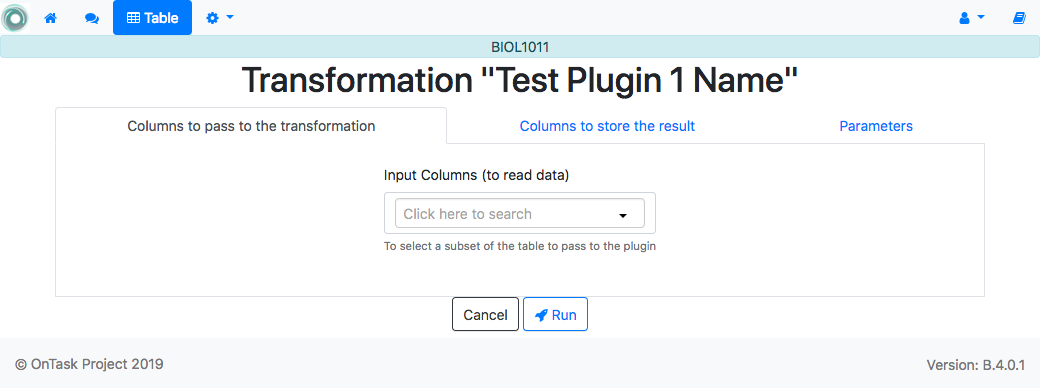 Table
BIOL1011
Transformation "Test Plugin 1 Name"
Columns to pass to the transformation
Columns to store the result
Parameters
Input Columns (to read data)
Click here to search
To select a subset of the table to pass to the plugin
Cancel
Run
© OnTask Project 2019
Version: B.4.0.1